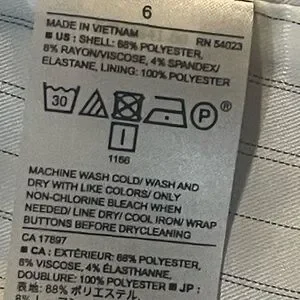 6
MADE IN VIETNAM
■ US : SHELL: 88% POLYESTER, RN 54023
8% RAYON/VISCOSE, 4% SPANDEX/
ELASTANE, LINING: 100% POLYESTER
30 P
1166
MACHINE WASH COLD/ WASH AND
DRY WITH LIKE COLORS/ ONLY
NON-CHLORINE BLEACH WHEN
NEEDED/ LINE DRY/ COOL IRON/ WRAP
BUTTONS BEFORE DRYCLEANING
CA 17897
■ CA : EXTÉRIEUR: 88% POLYESTER,
8% VISCOSE, 4% ÉLASTHANNE,
DOUBLURE: 100% POLYESTER ■ JP :
表地: 88% ポリエステル,